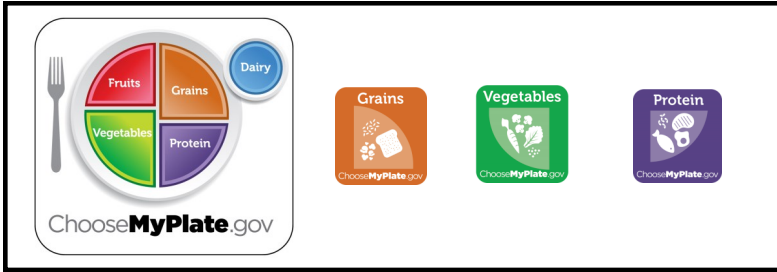 Dairy
Fruits
Grains
Vegetables
Protein
ChooseMyPlate.gov
Grains
ChooseMyPlate.gov
Vegetables
ChooseMyPlate.gov
Protein
ChooseMyPlate.gov